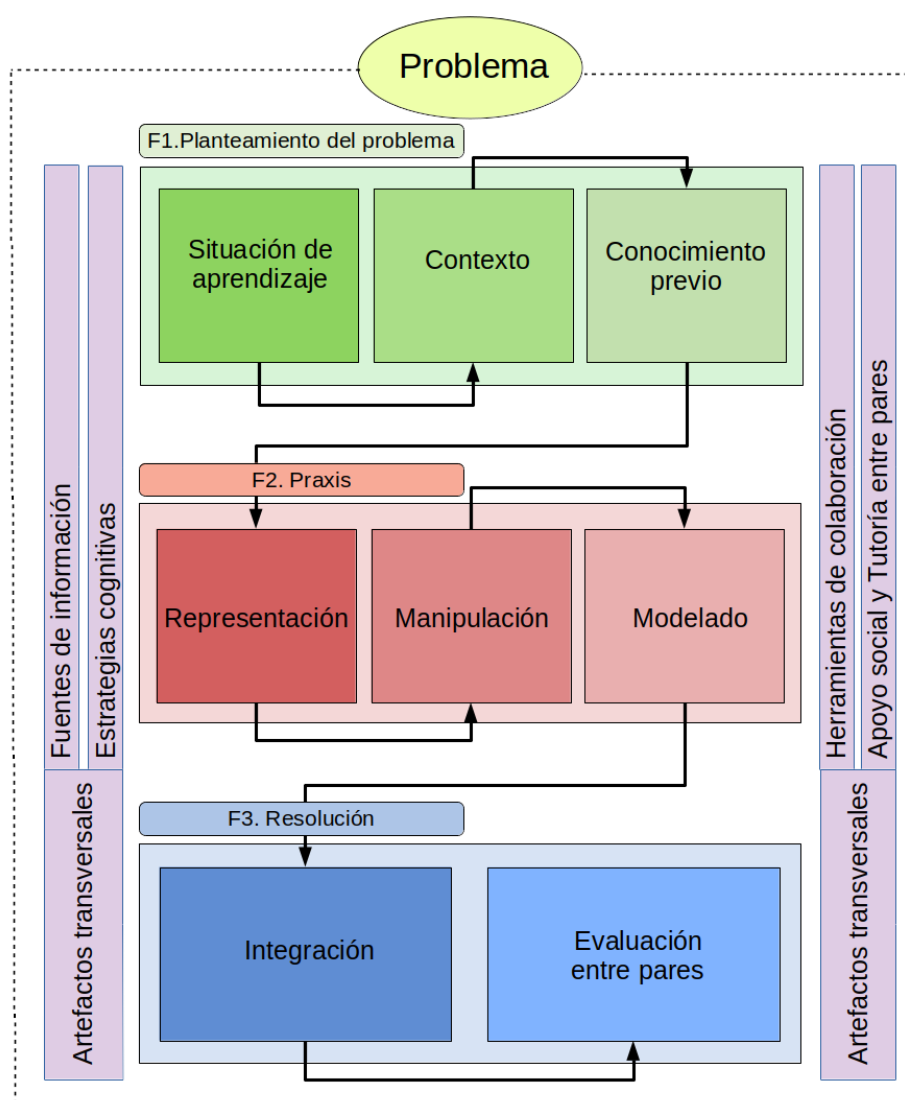 Problema
F1.Planteamiento del problema
Situación de
aprendizaje
Contexto
Conocimiento
previo
F2. Praxis
Representación
Manipulación
Modelado
F3. Resolución
Integración
Evaluación
entre pares
Fuentes de información
Estrategias cognitivas
Artefactos transversales
Herramientas de colaboración
Apoyo social y Tutoría entre pares
Artefactos transversales